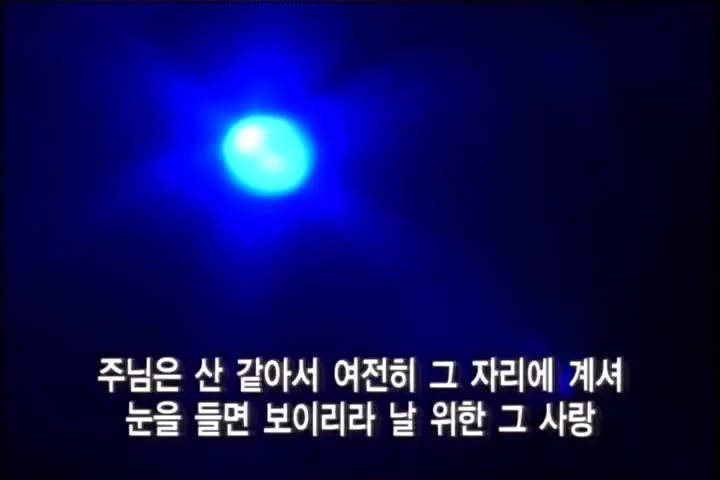 주님은 산 같아서 여전히 그 자리에 계셔
눈을 들면 보이리라 날 위한 그 사랑